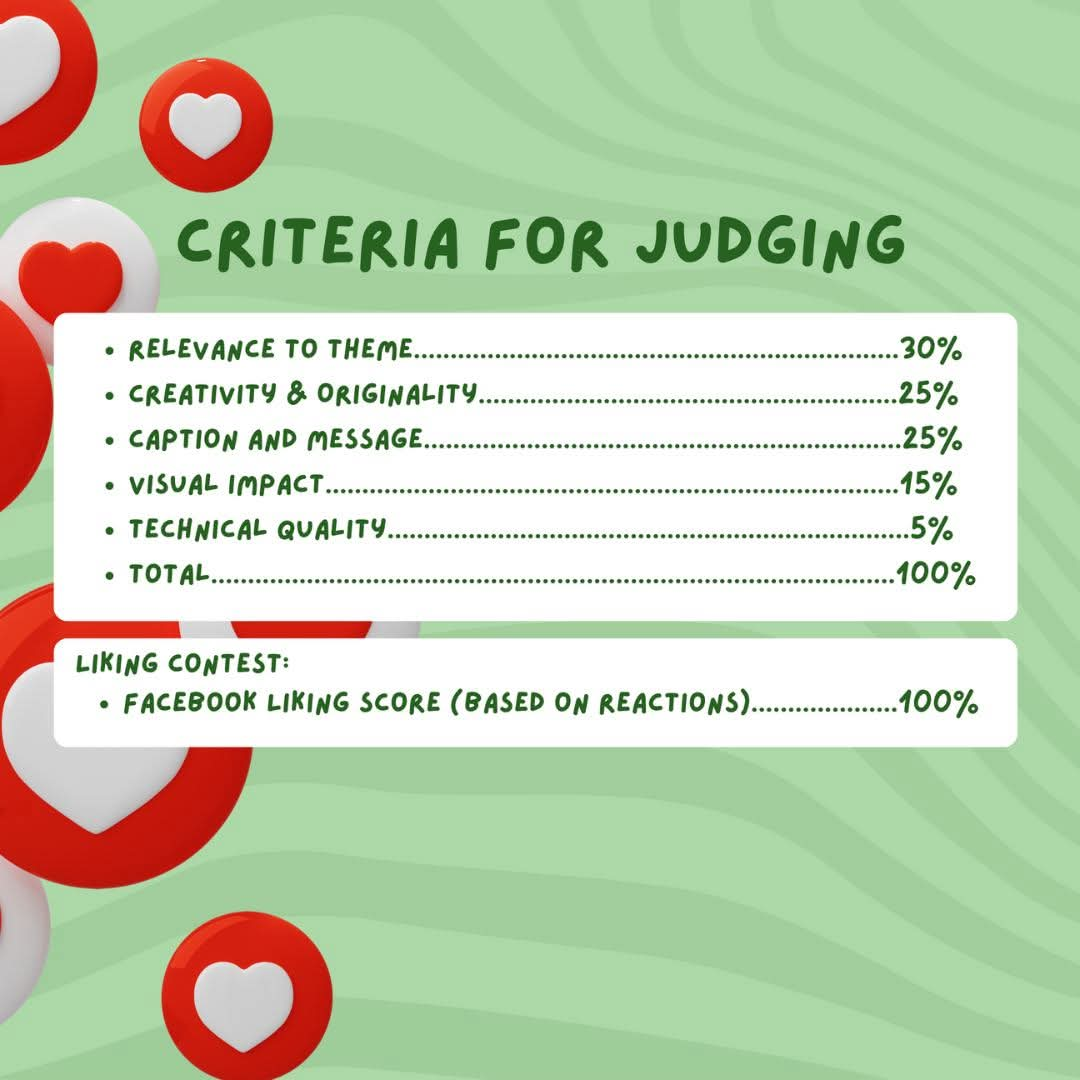 CRITERIA FOR JUDGING
• RELEVANCE TO THEME..............................................................30%
• CREATIVITY & ORIGINALITY......................................................25%
• CAPTION AND MESSAGE..............................................................25%
• VISUAL IMPACT...........................................................................15%
• TECHNICAL QUALITY....................................................................5%
• TOTAL.........................................................................................100%
LIKING CONTEST:
• FACEBOOK LIKING SCORE (BASED ON REACTIONS)...................100%